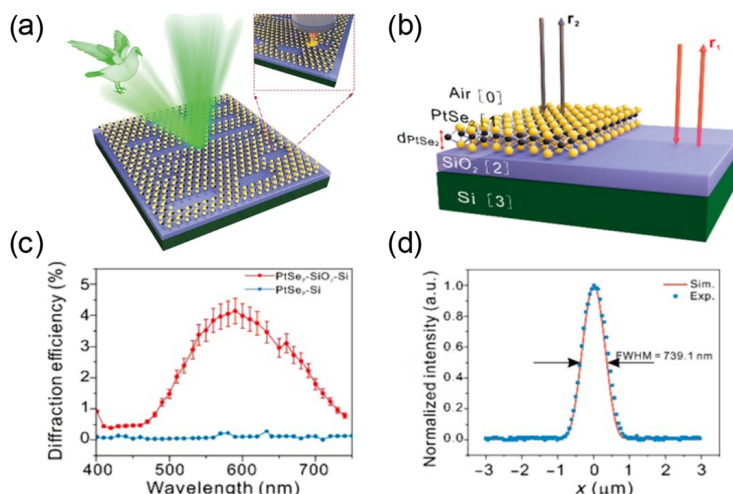 (a)
(b)
r₂
r₁
Air [0]
PtSe₂ [1]
dPtSe₂
SiO₂ [2]
Si [3]
(c)
Diffraction efficiency (%)
5
4
3
2
1
0
400
500
600
700
Wavelength (nm)
PtSe₂-SiO₂-Si
PtSe₂-Si
(d)
Normalized intensity (a.u.)
1.0
0.8
0.6
0.4
0.2
0.0
−3
−2
−1
0
1
2
3
x (μm)
Sim.
Exp.
FWHM = 739.1 nm